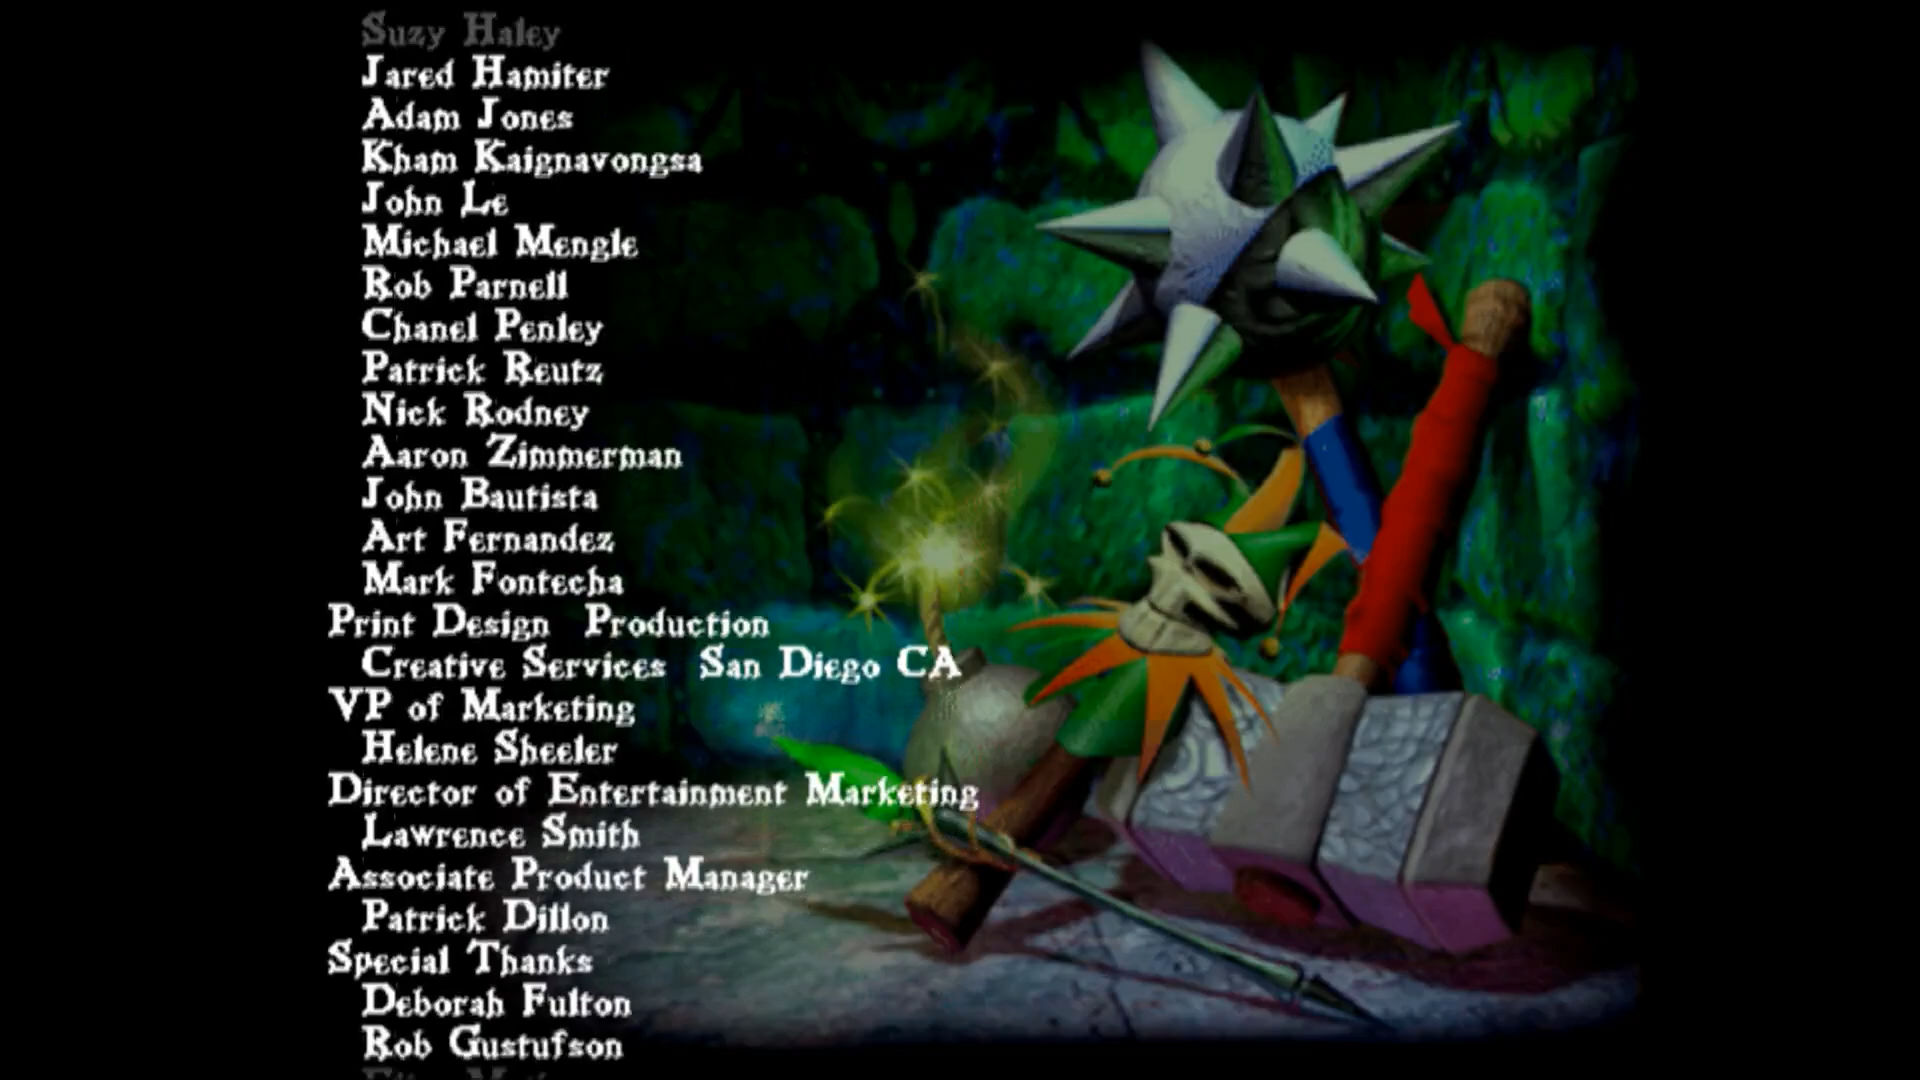 Suzy Haley
Jared Hamiter
Adam Jones
Kham Kaignavongsa
John Le
Michael Mengle
Rob Parnell
Chanel Penley
Patrick Reutz
Nick Rodney
Aaron Zimmerman
John Bautista
Art Fernandez
Mark Fontecha
Print Design Production
Creative Services San Diego CA
VP of Marketing
Helene Sheeler
Director of Entertainment Marketing
Lawrence Smith
Associate Product Manager
Patrick Dillon
Special Thanks
Deborah Fulton
Rob Gustufson